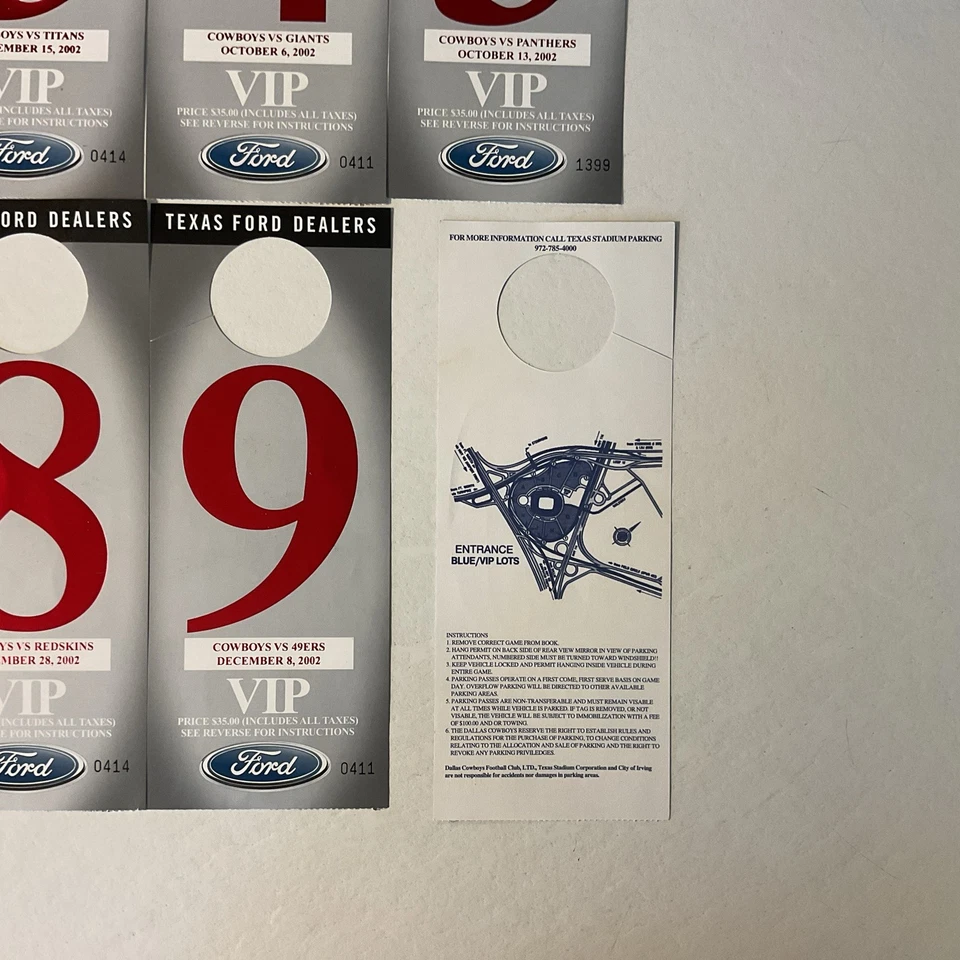 OYS VS TITANS
EMBER 15, 2002
VIP
INCLUDES ALL TAXES)
E FOR INSTRUCTIONS
Ford
0414
COWBOYS VS GIANTS
OCTOBER 6, 2002
VIP
PRICE $35.00 (INCLUDES ALL TAXES)
SEE REVERSE FOR INSTRUCTIONS
Ford
0411
COWBOYS VS PANTHERS
OCTOBER 13, 2002
VIP
PRICE $35.00 (INCLUDES ALL TAXES)
SEE REVERSE FOR INSTRUCTIONS
Ford
1399
ORD DEALERS
8
YS VS REDSKINS
MBER 28, 2002
VIP
INCLUDES ALL TAXES)
E FOR INSTRUCTIONS
Ford
0414
TEXAS FORD DEALERS
9
COWBOYS VS 49ERS
DECEMBER 8, 2002
VIP
PRICE $35.00 (INCLUDES ALL TAXES)
SEE REVERSE FOR INSTRUCTIONS
Ford
0411
FOR MORE INFORMATION CALL TEXAS STADIUM PARKING
972-785-4000
ENTRANCE
BLUE/VIP LOTS
INSTRUCTIONS
1. REMOVE CORRECT GAME FROM BOOK.
2. HANG PERMIT ON BACK SIDE OF REAR VIEW MIRROR IN VIEW OF PARKING
ATTENDANTS, NUMBERED SIDE MUST BE TURNED TOWARD WINDSHIELD!!
3. KEEP VEHICLE LOCKED AND PERMIT HANGING INSIDE VEHICLE DURING
ENTIRE GAME.
4. PARKING PASSES OPERATE ON A FIRST COME, FIRST SERVE BASIS ON GAME
DAY. OVERFLOW PARKING WILL BE DIRECTED TO OTHER AVAILABLE
PARKING AREAS.
5. PARKING PASSES ARE NON-TRANSFERABLE AND MUST REMAIN VISABLE
AT ALL TIMES WHILE VEHICLE IS PARKED. IF TAG IS REMOVED, OR NOT
VISABLE, THE VEHICLE WILL BE SUBJECT TO IMMOBILIZATION WITH A FEE
OF $100.00 AND OR TOWING.
6. THE DALLAS COWBOYS RESERVE THE RIGHT TO ESTABLISH RULES AND
REGULATIONS FOR THE PURCHASE OF PARKING, TO CHANGE CONDITIONS
RELATING TO THE ALLOCATION AND SALE OF PARKING AND THE RIGHT TO
REVOKE ANY PARKING PRIVILEDGES.
Dallas Cowboys Football Club, LTD., Texas Stadium Corporation and City of Irving
are not responsible for accidents nor damages in parking areas.